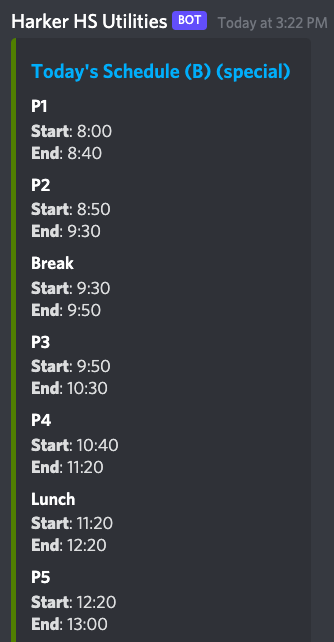 Harker HS Utilities BOT Today at 3:22 PM
Today's Schedule (B) (special)
P1
Start: 8:00
End: 8:40
P2
Start: 8:50
End: 9:30
Break
Start: 9:30
End: 9:50
P3
Start: 9:50
End: 10:30
P4
Start: 10:40
End: 11:20
Lunch
Start: 11:20
End: 12:20
P5
Start: 12:20
End: 13:00